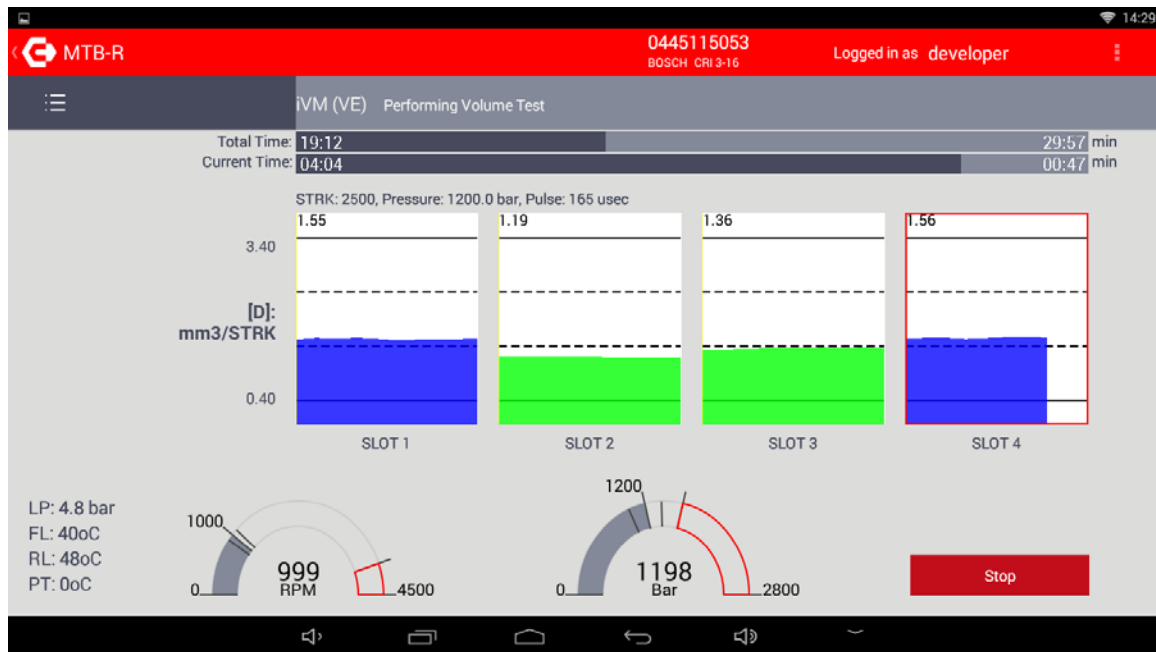 14:29
MTB-R
0445115053
BOSCH CRI 3-16
Logged in as developer
iVM (VE) Performing Volume Test
Total Time: 19:12 29:57 min
Current Time: 04:04 00:47 min
STRK: 2500, Pressure: 1200.0 bar, Pulse: 165 usec
1.55 1.19 1.36 1.56
3.40
[D]:
mm3/STRK
0.40
SLOT 1 SLOT 2 SLOT 3 SLOT 4
LP: 4.8 bar
FL: 40oC
RL: 48oC
PT: 0oC
1000
999
RPM
0 4500
1200
1198
Bar
0 2800
Stop